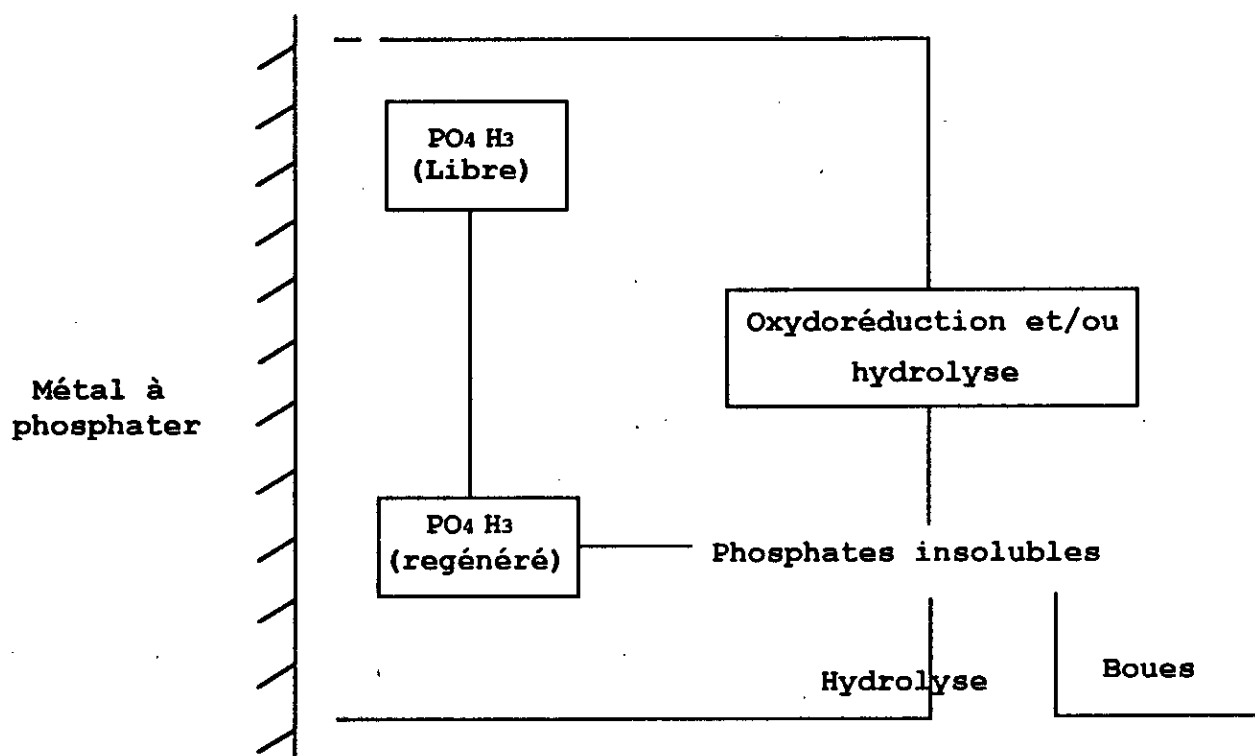 PO4 H3
(Libre)
Oxydoréduction et/ou
hydrolyse
Métal à
phosphater
PO4 H3
(regénéré)
Phosphates insolubles
Hydrolyse
Boues